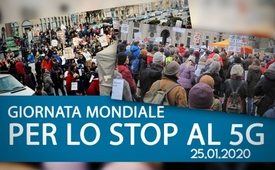 GIORNATA MONDIALE
PER LO STOP AL 5G
25.01.2020